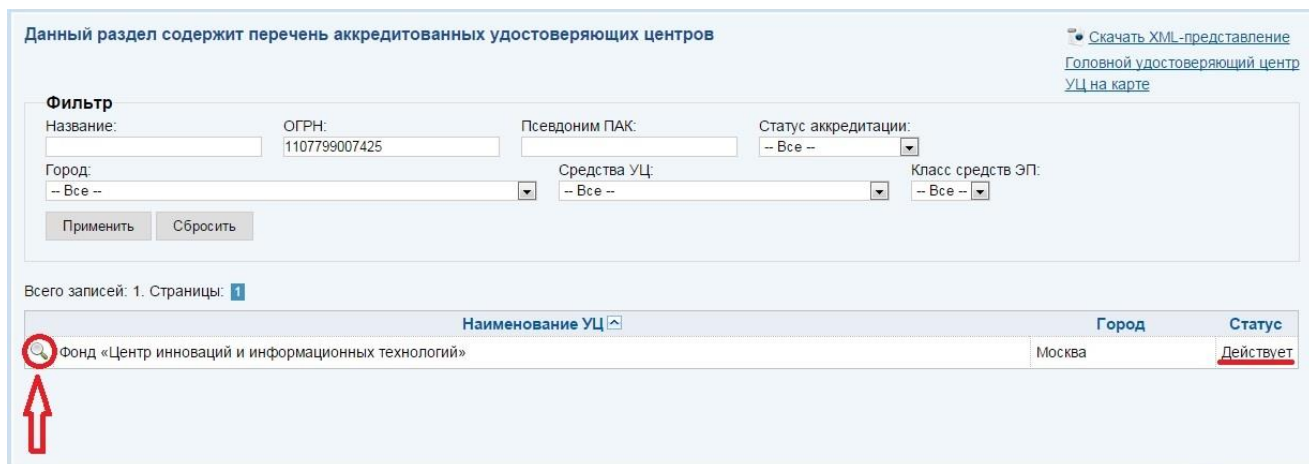 Данный раздел содержит перечень аккредитованных удостоверяющих центров
Скачать XML-представление
Головной удостоверяющий центр
УЦ на карте
Фильтр
Название: ОГРН: Псевдоним ПАК: Статус аккредитации:
1107799007425 -- Все --
Город: Средства УЦ: Класс средств ЭП:
-- Все -- -- Все -- -- Все --
Применить Сбросить
Всего записей: 1. Страницы: 1
Наименование УЦ Город Статус
Фонд «Центр инноваций и информационных технологий» Москва Действует